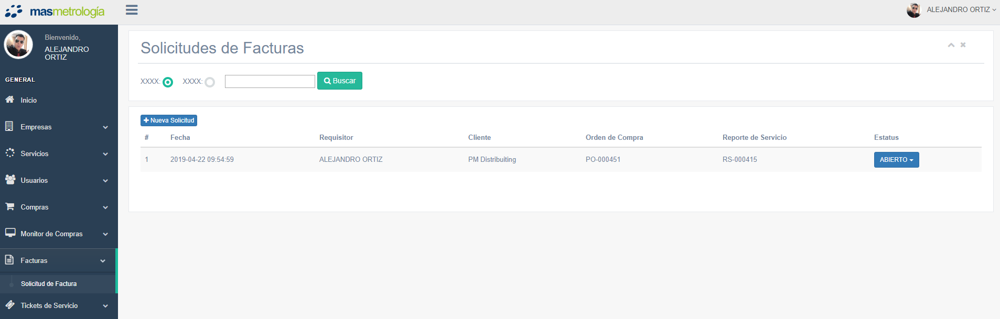 masmetrología
ALEJANDRO ORTIZ
Bienvenido,
ALEJANDRO
ORTIZ
GENERAL
Inicio
Empresas
Servicios
Usuarios
Compras
Monitor de Compras
Facturas
Solicitud de Factura
Tickets de Servicio
Solicitudes de Facturas
XXXX: XXXX: Buscar
Nueva Solicitud
# Fecha Requisitor Cliente Orden de Compra Reporte de Servicio Estatus
1 2019-04-22 09:54:59 ALEJANDRO ORTIZ PM Distribuiting PO-000451 RS-000415 ABIERTO